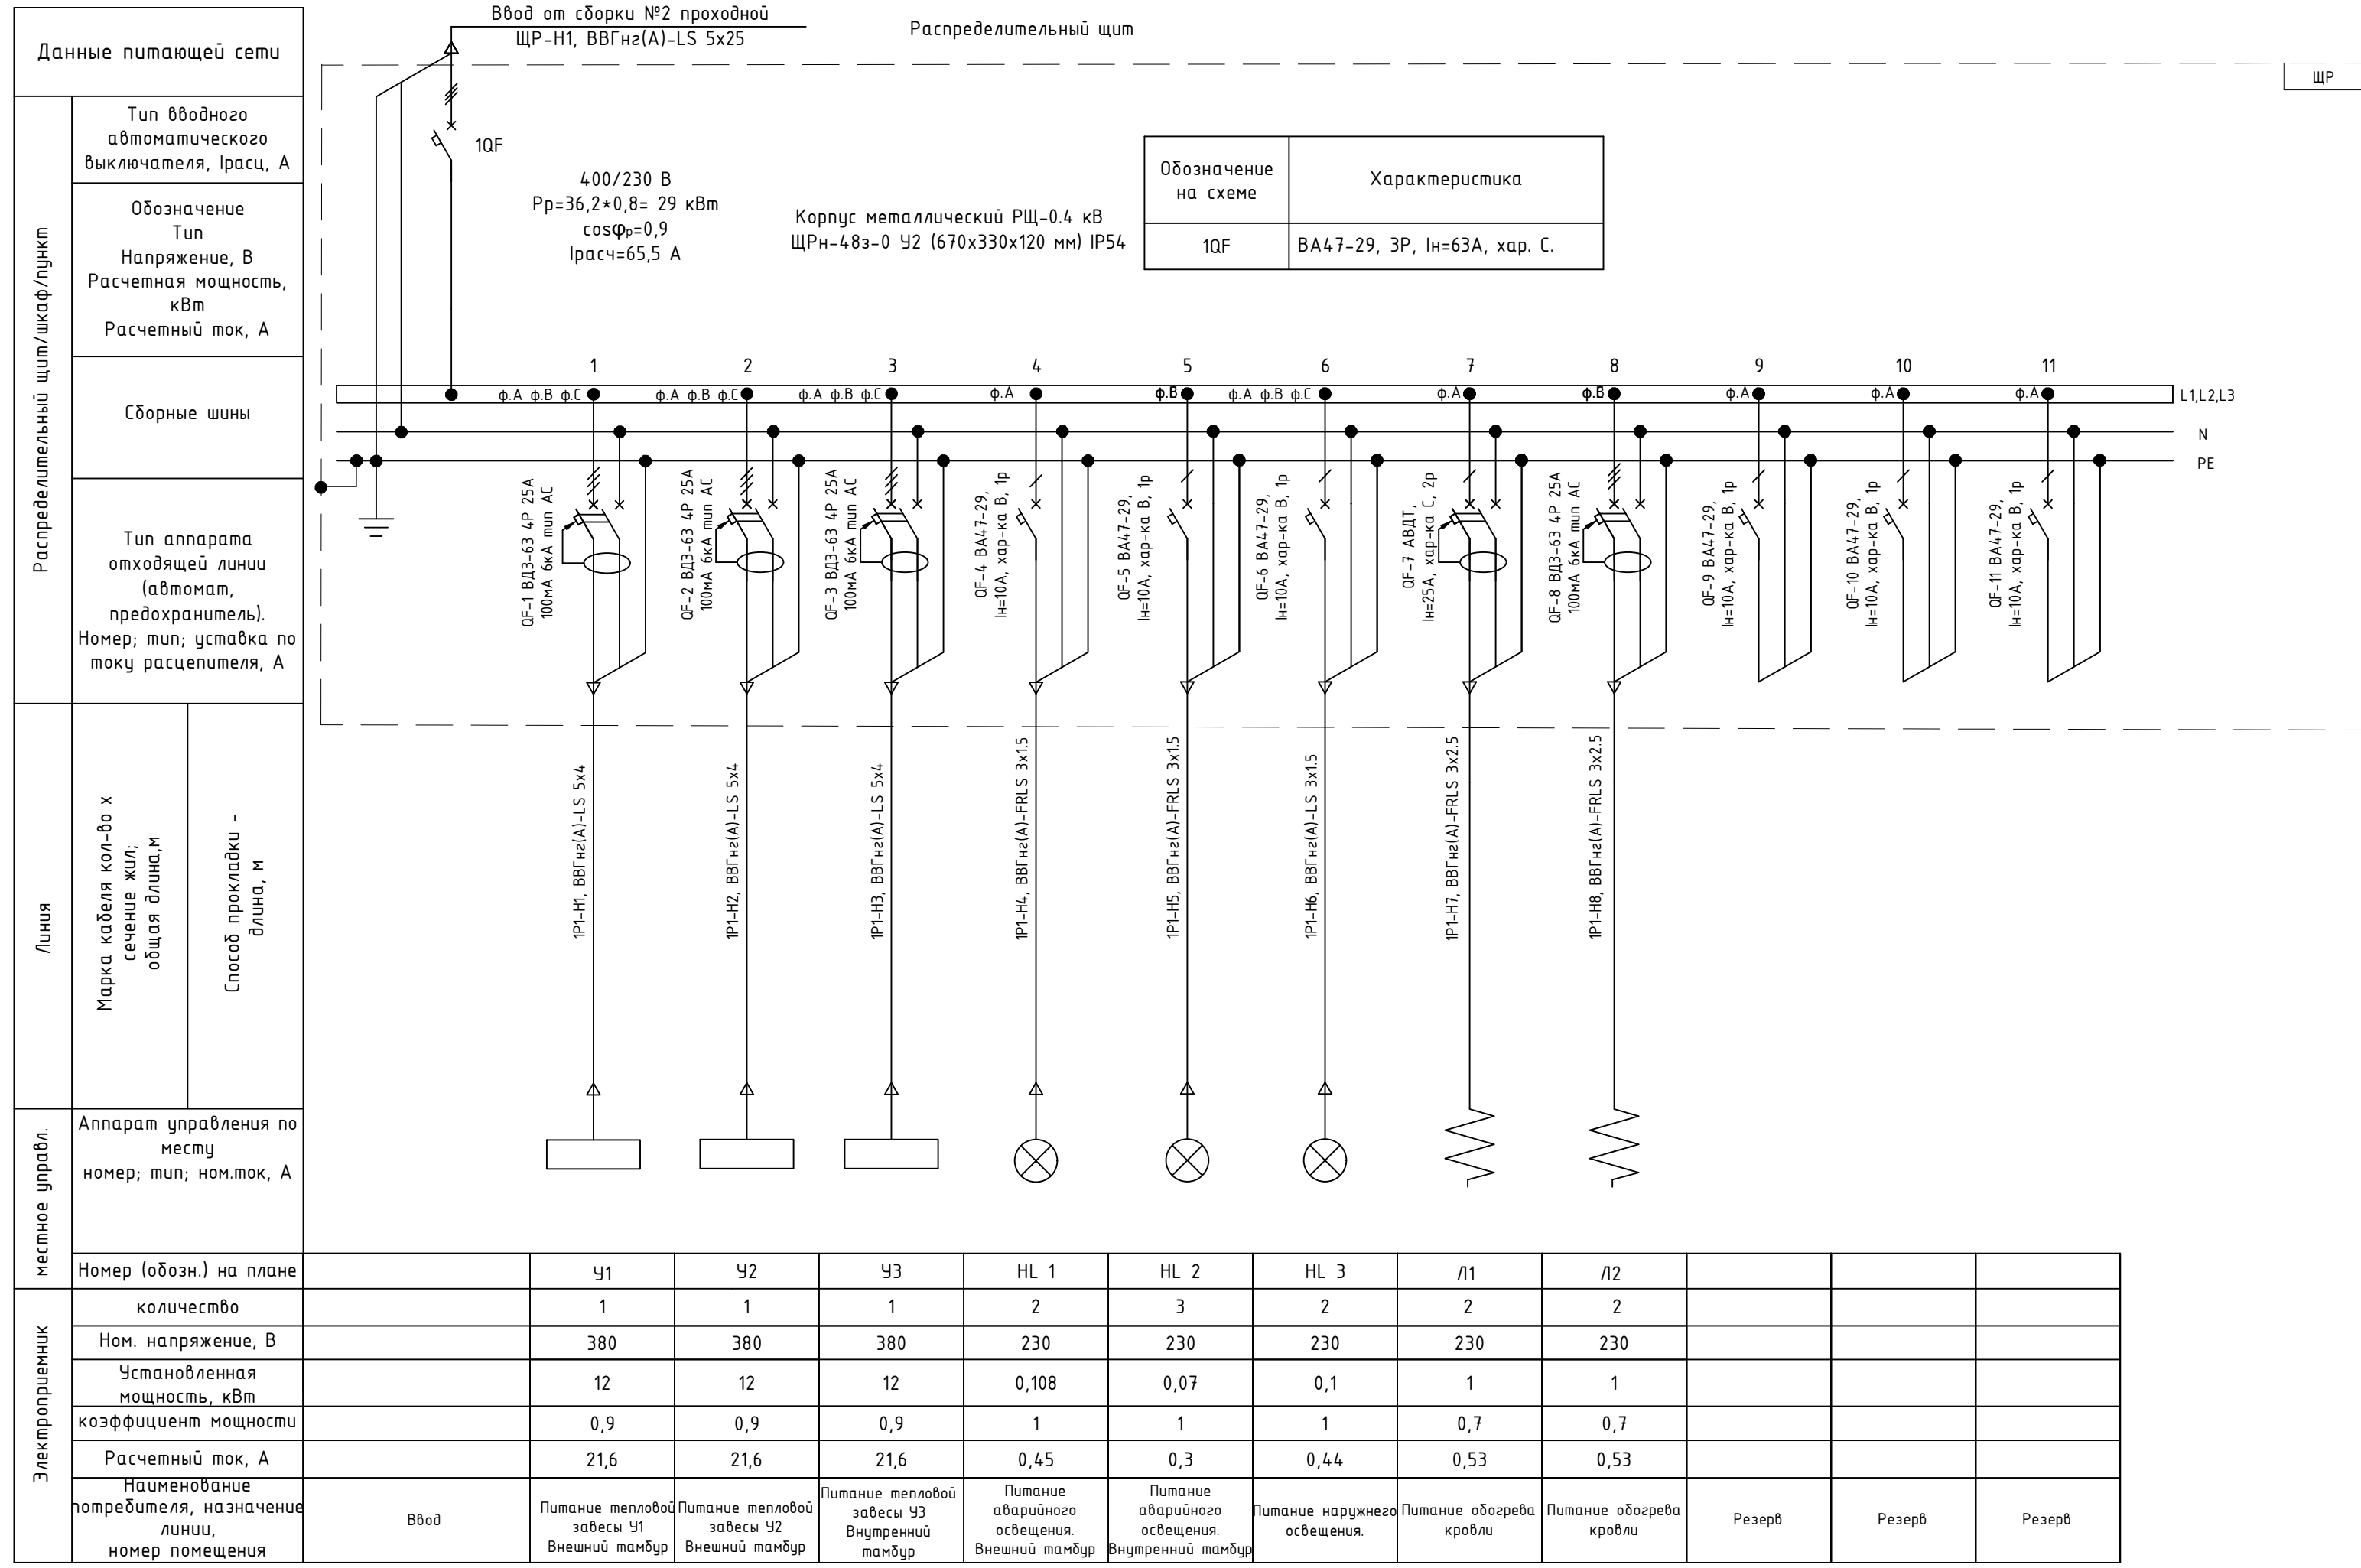 Ввод от сборки №2 проходной
ЩР-Н1, ВВГнг(А)-LS 5х25
Распределительный щит
ЩР
Данные питающей сети
Распределительный щит/шкаф/пункт
Тип вводного
автоматического
выключателя, Iрасц, А
1QF
Обозначение
Тип
Напряжение, В
Расчетная мощность,
кВт
Расчетный ток, А
400/230 В
Рр=36,2*0,8= 29 кВт
cosφр=0,9
Iрасч=65,5 А
Корпус металлический РЩ-0.4 кВ
ЩРн-48з-0 У2 (670х330х120 мм) IP54
Обозначение
на схеме
Характеристика
1QF
ВА47-29, 3Р, Iн=63А, хар. С.
Сборные шины
1 2 3 4 5 6 7 8 9 10 11
ф.А ф.В ф.С
ф.А ф.В ф.С
ф.А ф.В ф.С
ф.А
ф.В
ф.А ф.В ф.С
ф.А
ф.А
ф.А
ф.А
L1,L2,L3
N
PE
Тип аппарата
отходящей линии
(автомат,
предохранитель).
Номер; тип; уставка по
току расцепителя, А
QF-1 ВД3-63 4Р 25А
100мА 6кА тип АС
QF-2 ВД3-63 4Р 25А
100мА 6кА тип АС
QF-3 ВД3-63 4Р 25А
100мА 6кА тип АС
QF-4 ВА47-29,
Iн=10А, хар-ка В, 1р
QF-5 ВА47-29,
Iн=10А, хар-ка В, 1р
QF-6 ВА47-29,
Iн=10А, хар-ка В, 1р
QF-7 АВДТ,
Iн=25А, хар-ка С, 2р
QF-8 ВД3-63 4Р 25А
100мА 6кА тип АС
QF-9 ВА47-29,
Iн=10А, хар-ка В, 1р
QF-10 ВА47-29,
Iн=10А, хар-ка В, 1р
QF-11 ВА47-29,
Iн=10А, хар-ка В, 1р
Линия
Марка кабеля кол-во х
сечение жил;
общая длина,м
Способ прокладки -
длина, м
1Р1-Н1, ВВГнг(А)-LS 5х4
1Р1-Н2, ВВГнг(А)-LS 5х4
1Р1-Н3, ВВГнг(А)-LS 5х4
1Р1-Н4, ВВГнг(А)-FRLS 3х1.5
1Р1-Н5, ВВГнг(А)-FRLS 3х1.5
1Р1-Н6, ВВГнг(А)-LS 3х1.5
1Р1-Н7, ВВГнг(А)-FRLS 3х2.5
1Р1-Н8, ВВГнг(А)-FRLS 3х2.5
местное управл.
Аппарат управления по
месту
номер; тип; ном.ток, А
Номер (обозн.) на плане У1 У2 У3 HL 1 HL 2 HL 3 Л1 Л2
Электроприемник
количество 1 1 1 2 3 2 2 2
Ном. напряжение, В 380 380 380 230 230 230 230 230
Установленная
мощность, кВт
12 12 12 0,108 0,07 0,1 1 1
коэффициент мощности 0,9 0,9 0,9 1 1 1 0,7 0,7
Расчетный ток, А 21,6 21,6 21,6 0,45 0,3 0,44 0,53 0,53
Наименование
потребителя, назначение
линии,
номер помещения
Ввод
Питание тепловой
завесы У1
Внешний тамбур
Питание тепловой
завесы У2
Внешний тамбур
Питание тепловой
завесы У3
Внутренний
тамбур
Питание
аварийного
освещения.
Внешний тамбур
Питание
аварийного
освещения.
Внутренний тамбур
Питание наружнего
освещения.
Питание обогрева
кровли
Питание обогрева
кровли
Резерв
Резерв
Резерв